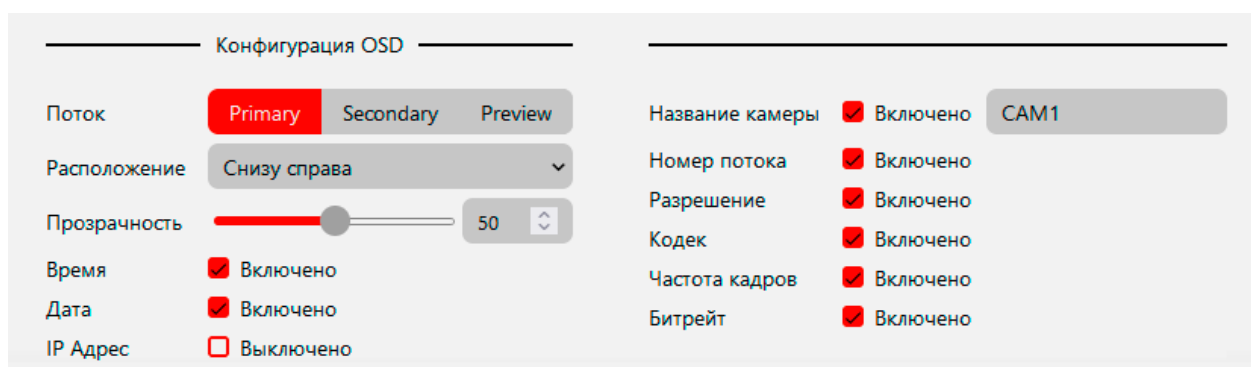 Конфигурация OSD
Поток Primary Secondary Preview
Расположение Снизу справа
Прозрачность 50
Время Включено
Дата Включено
IP Адрес Выключено
Название камеры Включено CAM1
Номер потока Включено
Разрешение Включено
Кодек Включено
Частота кадров Включено
Битрейт Включено